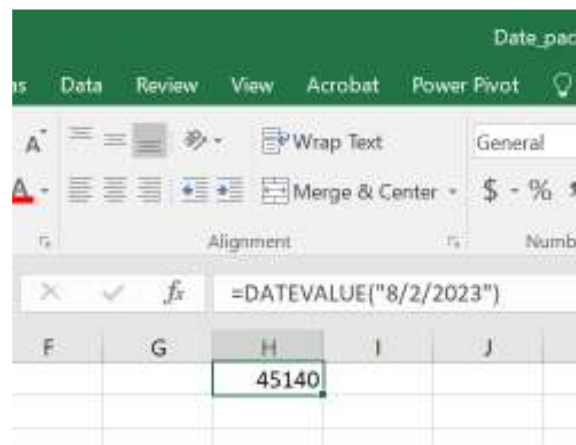 Date_pac
ns Data Review View Acrobat Power Pivot
A Wrap Text General
A Merge & Center $ %
Alignment Numb
fx =DATEVALUE("8/2/2023")
F G H I J
45140